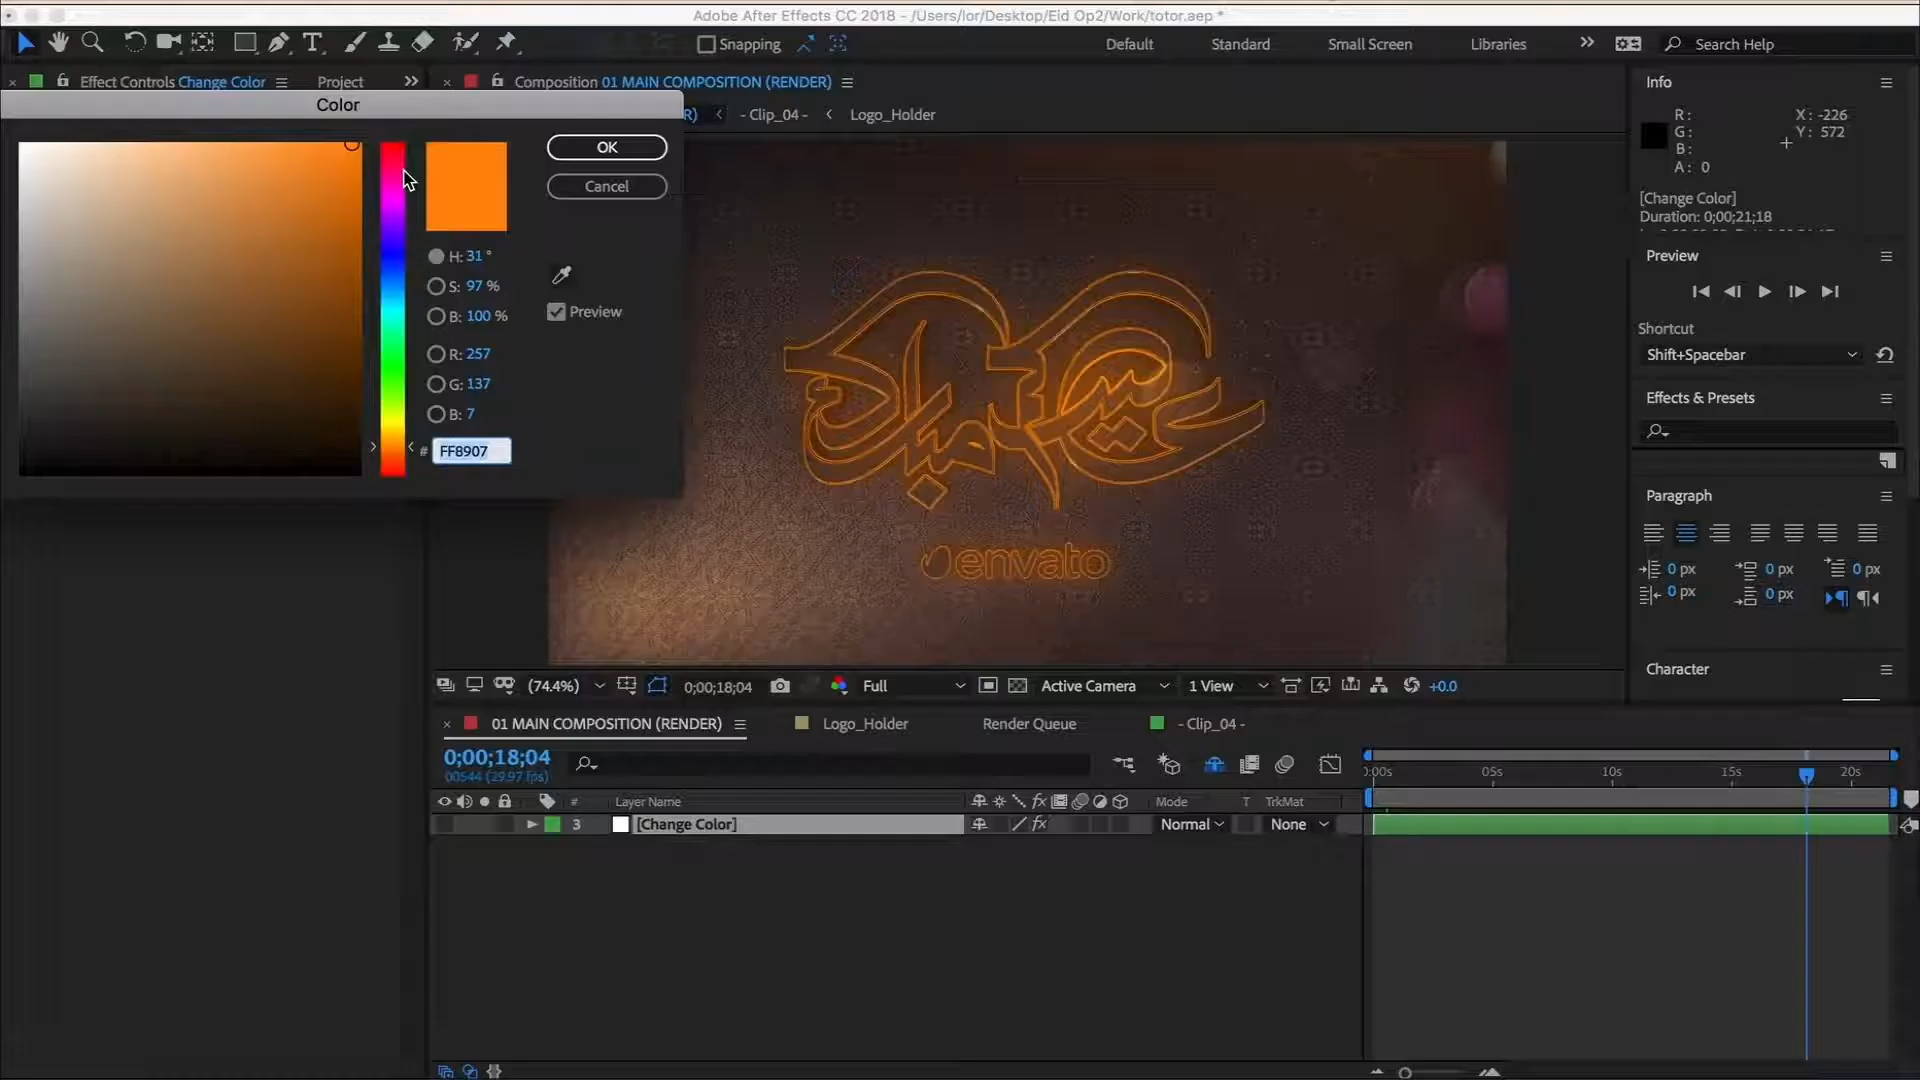 Adobe After Effects CC 2018 - /Users/lor/Desktop/Eid Op2/Work/totor.aep *
Snapping
Default
Standard
Small Screen
Libraries
Search Help
Effect Controls Change Color
Project
Composition 01 MAIN COMPOSITION (RENDER)
Info
Color
R)
- Clip_04 -
Logo_Holder
R:
G:
B:
A: 0
X: -226
Y: 572
OK
Cancel
[Change Color]
Duration: 0;00;21;18
H: 31 °
S: 97 %
B: 100 %
Preview
R: 257
G: 137
B: 7
# FF8907
Preview
Shortcut
Shift+Spacebar
Effects & Presets
Paragraph
0 px
0 px
0 px
0 px
0 px
Character
عيدكم مبارك
envato
(74.4%)
0;00;18;04
Full
Active Camera
1 View
+0.0
01 MAIN COMPOSITION (RENDER)
Logo_Holder
Render Queue
- Clip_04 -
0;00;18;04
00544 (29.97 fps)
:00s
05s
10s
15s
20s
#
Layer Name
Mode
T
TrkMat
3
[Change Color]
Normal
None